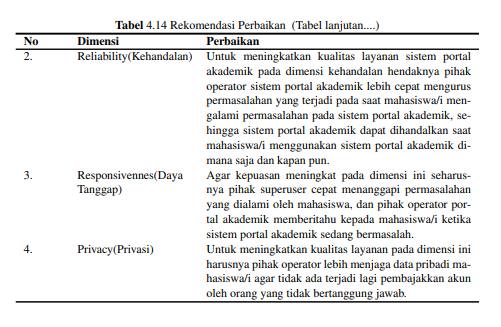 Tabel 4.14 Rekomendasi Perbaikan (Tabel lanjutan....)
No Dimensi Perbaikan
2. Reliability(Kehandalan) Untuk meningkatkan kualitas layanan sistem portal
akademik pada dimensi kehandalan hendaknya pihak
operator sistem portal akademik lebih cepat mengurus
permasalahan yang terjadi pada saat mahasiswa/i men-
galami permasalahan pada sistem portal akademik, se-
hingga sistem portal akademik dapat dihandalkan saat
mahasiswa/i menggunakan sistem portal akademik di-
mana saja dan kapan pun.
3. Responsivennes(Daya Agar kepuasan meningkat pada dimensi ini seharus-
Tanggap) nya pihak superuser cepat menanggapi permasalahan
yang dialami oleh mahasiswa, dan pihak operator por-
tal akademik memberitahu kepada mahasiswa/i ketika
sistem portal akademik sedang bermasalah.
4. Privacy(Privasi) Untuk meningkatkan kualitas layanan pada dimensi ini
harusnya pihak operator lebih menjaga data pribadi ma-
hasiswa/i agar tidak ada terjadi lagi pembajakkan akun
oleh orang yang tidak bertanggung jawab.